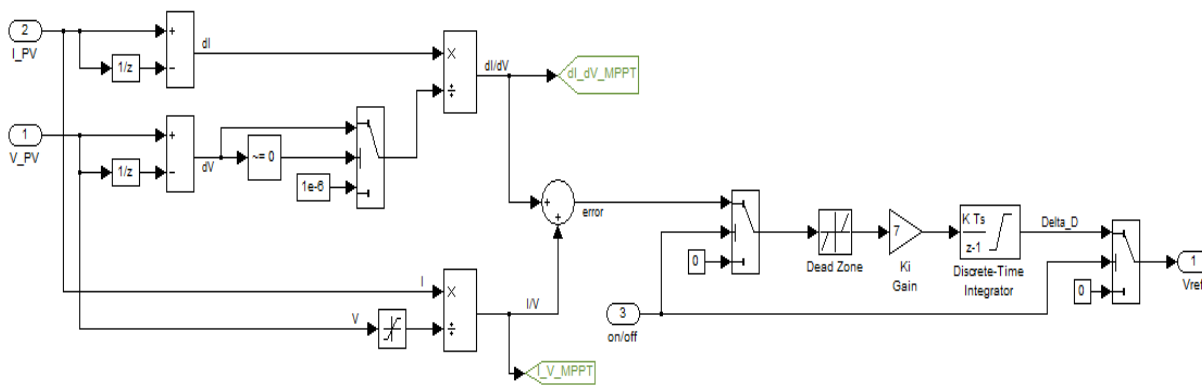 2
I_PV
+
−
1/z
dI
×
÷
dI/dV
dI_dV_MPPT
1
V_PV
+
−
1/z
dV
~= 0
1e-6
+
+
error
0
Dead Zone
7
Ki
Gain
K Ts
z-1
Discrete-Time
Integrator
Delta_D
0
1
Vref
I
V
×
÷
I/V
3
on/off
I_V_MPPT